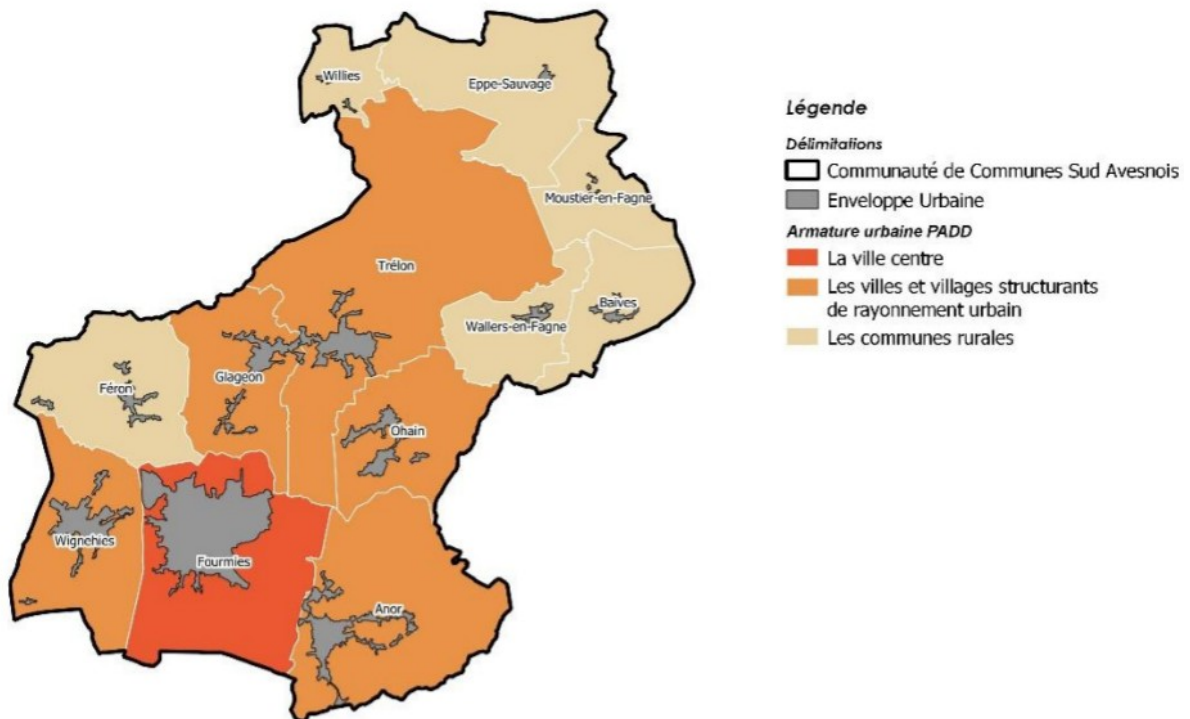 Willies
Eppe-Sauvage
Moustier-en-Fagne
Trélon
Baives
Wallers-en-Fagne
Glageon
Féron
Ohain
Wignehies
Fourmies
Anor
Légende
Délimitations
Communauté de Communes Sud Avesnois
Enveloppe Urbaine
Armature urbaine PADD
La ville centre
Les villes et villages structurants
de rayonnement urbain
Les communes rurales